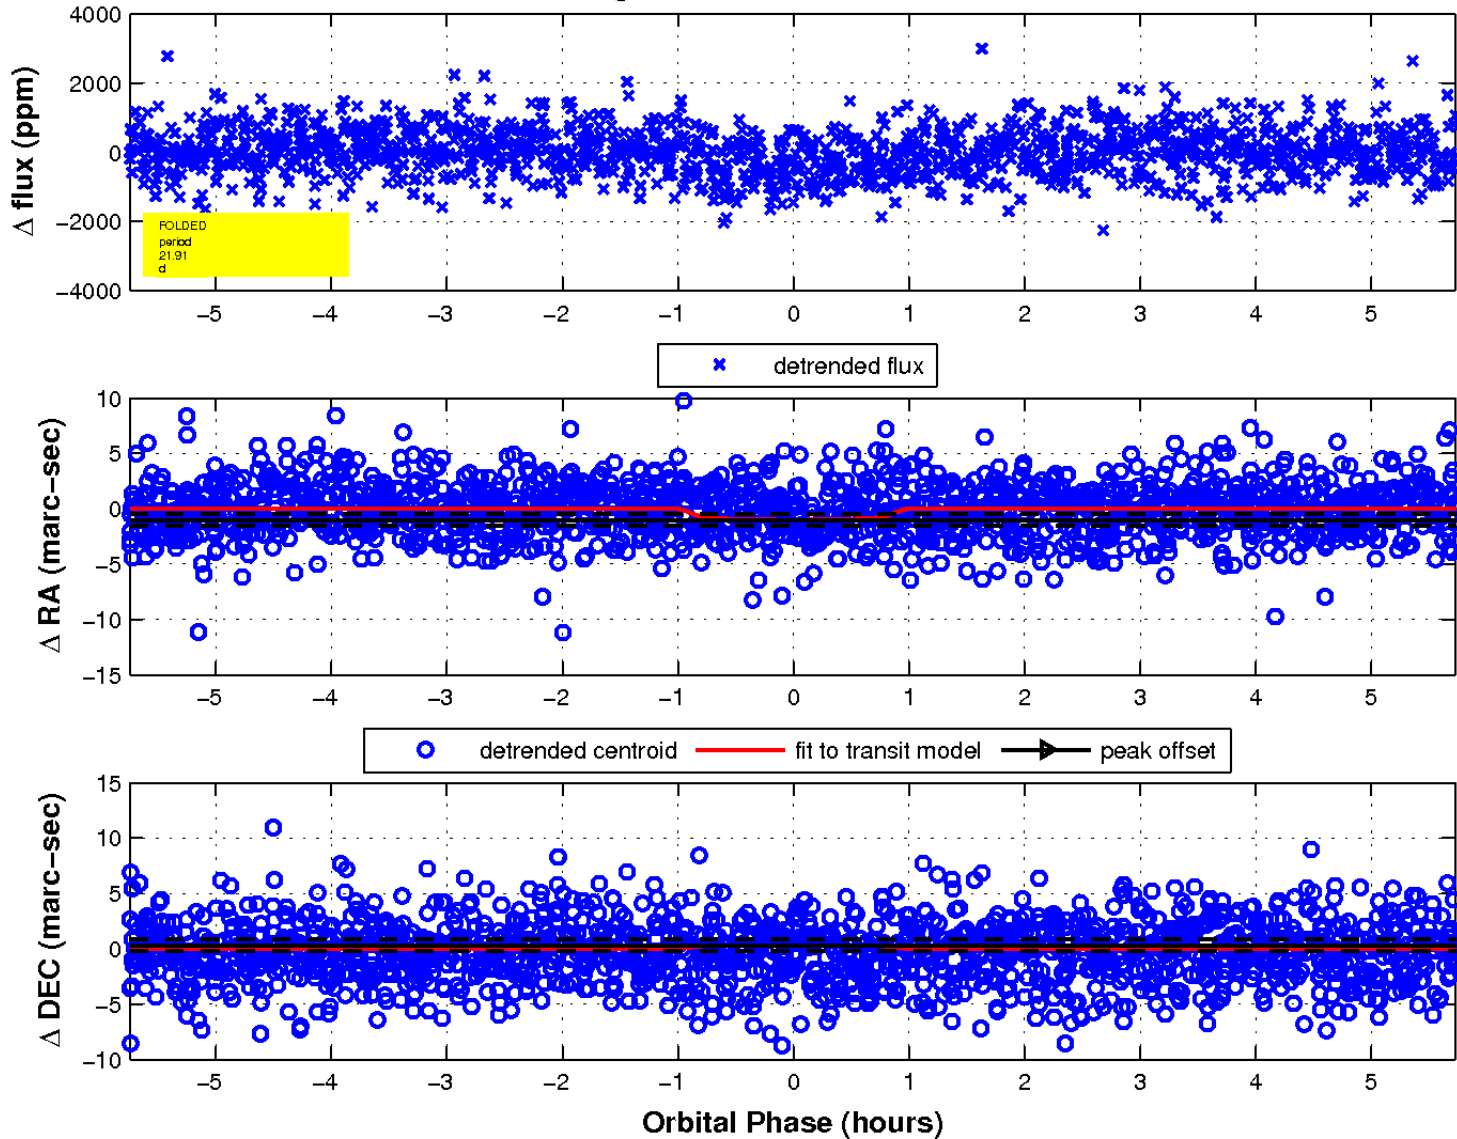 4000
2000
0
−2000
−4000
Δ flux (ppm)
FOLDED
period
21.91
d
−5 −4 −3 −2 −1 0 1 2 3 4 5
detrended flux
10
5
0
−5
−10
−15
Δ RA (marc−sec)
−5 −4 −3 −2 −1 0 1 2 3 4 5
detrended centroid fit to transit model peak offset
15
10
5
0
−5
−10
Δ DEC (marc−sec)
−5 −4 −3 −2 −1 0 1 2 3 4 5
Orbital Phase (hours)